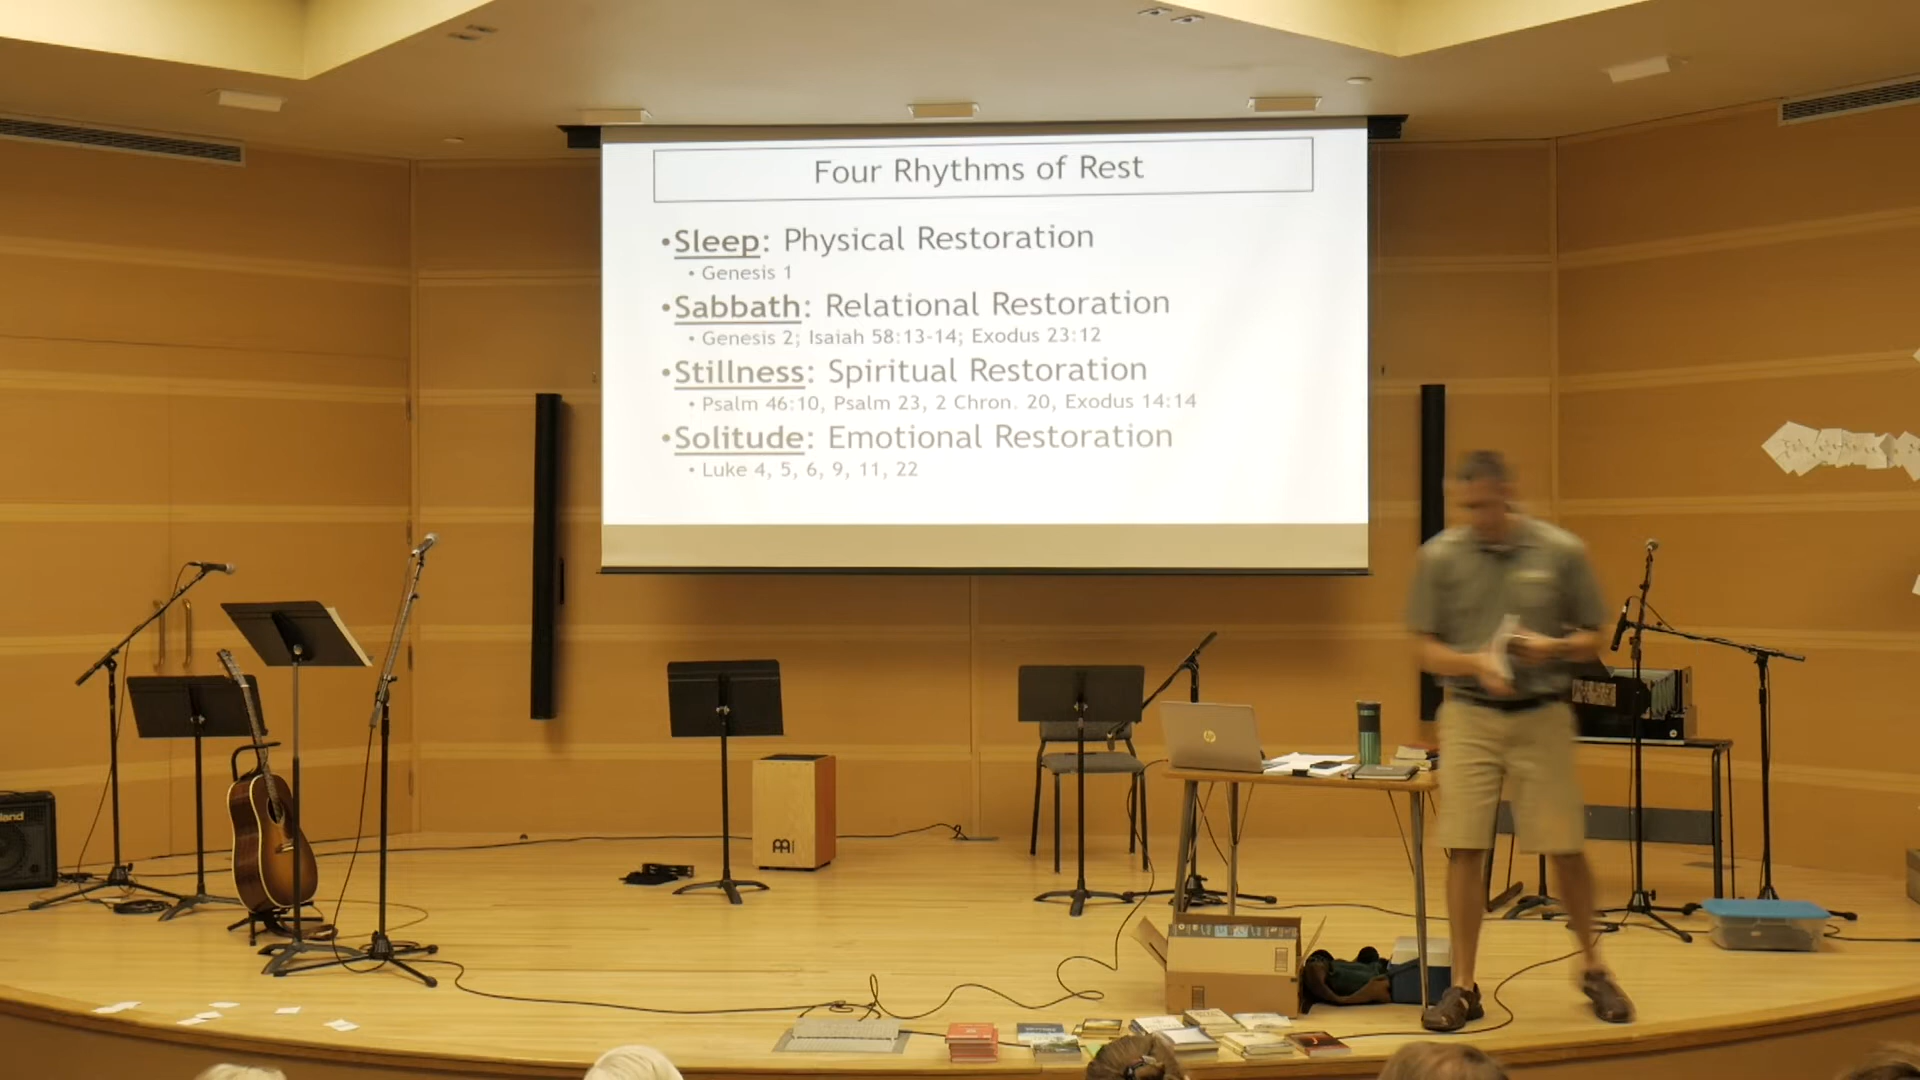 Four Rhythms of Rest
•Sleep: Physical Restoration
• Genesis 1
•Sabbath: Relational Restoration
• Genesis 2; Isaiah 58:13-14; Exodus 23:12
•Stillness: Spiritual Restoration
• Psalm 46:10, Psalm 23, 2 Chron. 20, Exodus 14:14
•Solitude: Emotional Restoration
• Luke 4, 5, 6, 9, 11, 22
hp